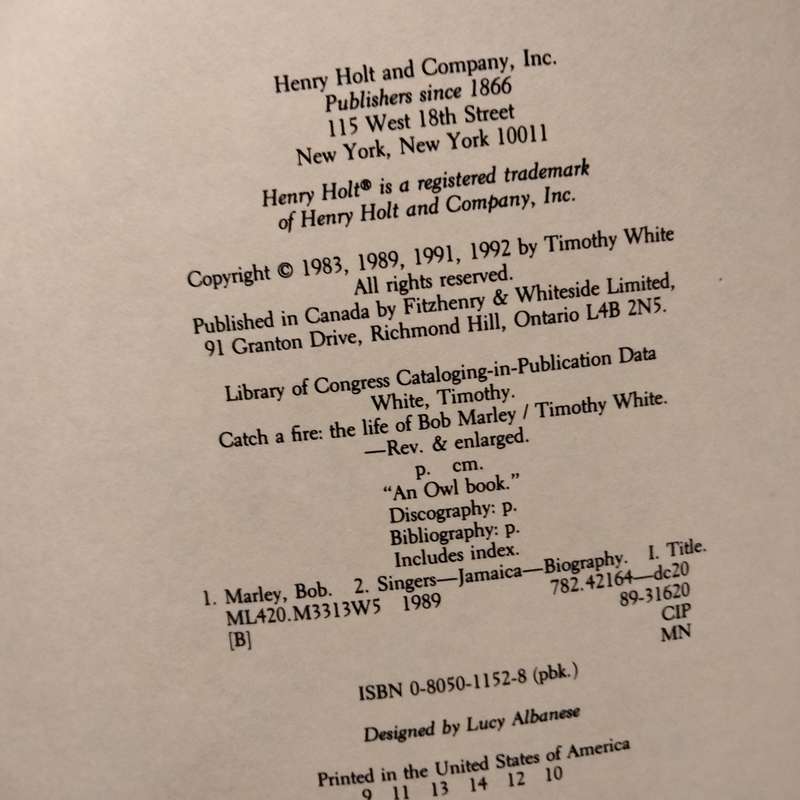 Henry Holt and Company, Inc.
Publishers since 1866
115 West 18th Street
New York, New York 10011
Henry Holt® is a registered trademark
of Henry Holt and Company, Inc.
Copyright © 1983, 1989, 1991, 1992 by Timothy White
All rights reserved.
Published in Canada by Fitzhenry & Whiteside Limited,
91 Granton Drive, Richmond Hill, Ontario L4B 2N5.
Library of Congress Cataloging-in-Publication Data
White, Timothy.
Catch a fire: the life of Bob Marley / Timothy White.
—Rev. & enlarged.
p. cm.
"An Owl book."
Discography: p.
Bibliography: p.
Includes index.
1. Marley, Bob. 2. Singers—Jamaica—Biography. I. Title.
ML420.M3313W5 1989 782.42164—dc20
[B] 89-31620
CIP
MN
ISBN 0-8050-1152-8 (pbk.)
Designed by Lucy Albanese
Printed in the United States of America
9 11 13 14 12 10